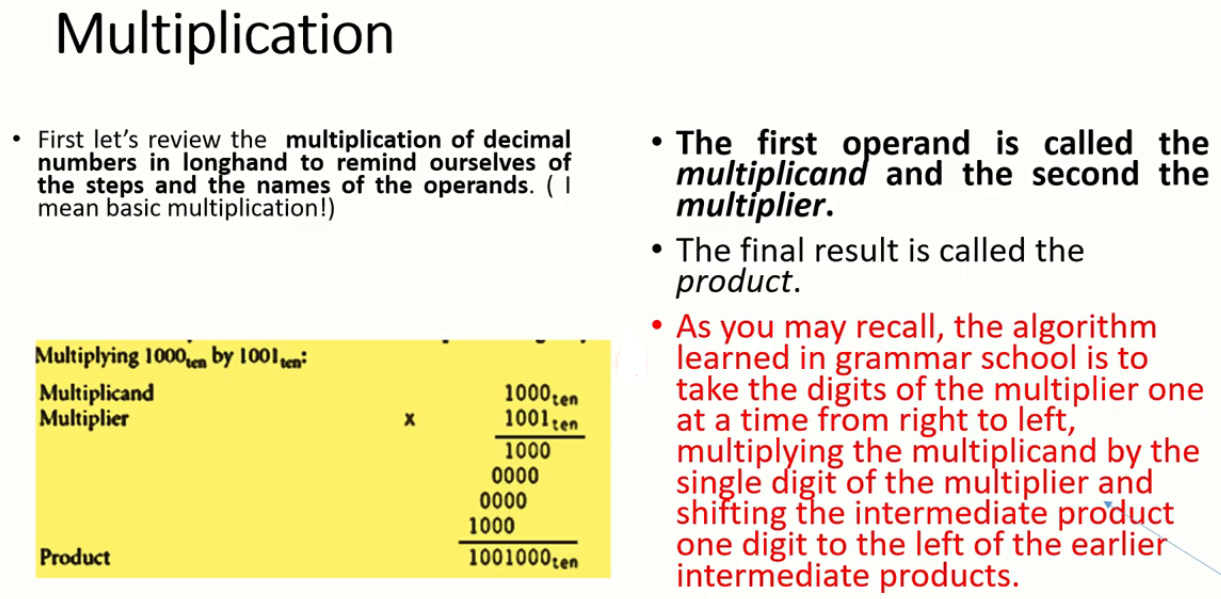 Multiplication
• First let’s review the multiplication of decimal
numbers in longhand to remind ourselves of
the steps and the names of the operands. ( I
mean basic multiplication!)
Multiplying 1000ten by 1001ten:
Multiplicand 1000ten
Multiplier x 1001ten
1000
0000
0000
1000
Product 1001000ten
• The first operand is called the
multiplicand and the second the
multiplier.
• The final result is called the
product.
• As you may recall, the algorithm
learned in grammar school is to
take the digits of the multiplier one
at a time from right to left,
multiplying the multiplicand by the
single digit of the multiplier and
shifting the intermediate product
one digit to the left of the earlier
intermediate products.